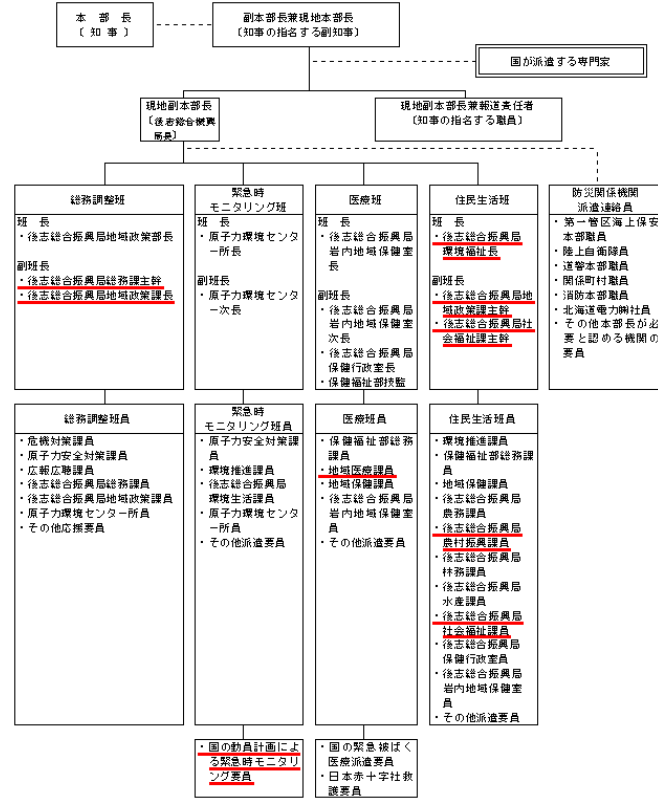 本 部 長
〔 知 事 〕
副本部長兼現地本部長
〔知事の指名する副知事〕
国が派遣する専門家
現地副本部長
〔後志総合振興
局長〕
現地副本部長兼報道責任者
〔知事の指名する職員〕
総務調整班
班 長
・後志総合振興局地域政策部長
副班長
・後志総合振興局総務課主幹
・後志総合振興局地域政策課長
緊急時
モニタリング班
班 長
・原子力環境センタ
ー所長
副班長
・原子力環境センタ
ー次長
医療班
班 長
・後志総合振興局
岩内地域保健室
長
副班長
・後志総合振興局
岩内地域保健室
次長
・後志総合振興局
保健行政室長
・保健福祉部技監
住民生活班
班 長
・後志総合振興局
環境福祉長
副班長
・後志総合振興局地
域政策課主幹
・後志総合振興局社
会福祉課主幹
防災関係機関
派遣連絡員
・第一管区海上保安
本部職員
・陸上自衛隊員
・道警本部職員
・関係町村職員
・消防本部職員
・北海道電力㈱社員
・その他本部長が必
要と認める機関の
要員
総務調整班員
・危機対策課員
・原子力安全対策課員
・広報広聴課員
・後志総合振興局総務課員
・後志総合振興局地域政策課員
・原子力環境センター所員
・その他応援要員
緊急時
モニタリング班員
・原子力安全対策課
員
・環境推進課員
・後志総合振興局
環境生活課員
・原子力環境センタ
ー所員
・その他派遣要員
医療班員
・保健福祉部総務
課員
・地域医療課員
・地域保健課員
・後志総合振興局
岩内地域保健室
員
・その他派遣要員
住民生活班員
・環境推進課員
・保健福祉部総務課
員
・地域保健課員
・後志総合振興局
農務課員
・後志総合振興局
農村振興課員
・後志総合振興局
林務課員
・後志総合振興局
水産課員
・後志総合振興局
社会福祉課員
・後志総合振興局
保健行政室員
・後志総合振興局
岩内地域保健室
員
・その他派遣要員
・国の動員計画によ
る緊急時モニタリ
ング要員
・国の緊急被ばく
医療派遣要員
・日本赤十字社救
護要員